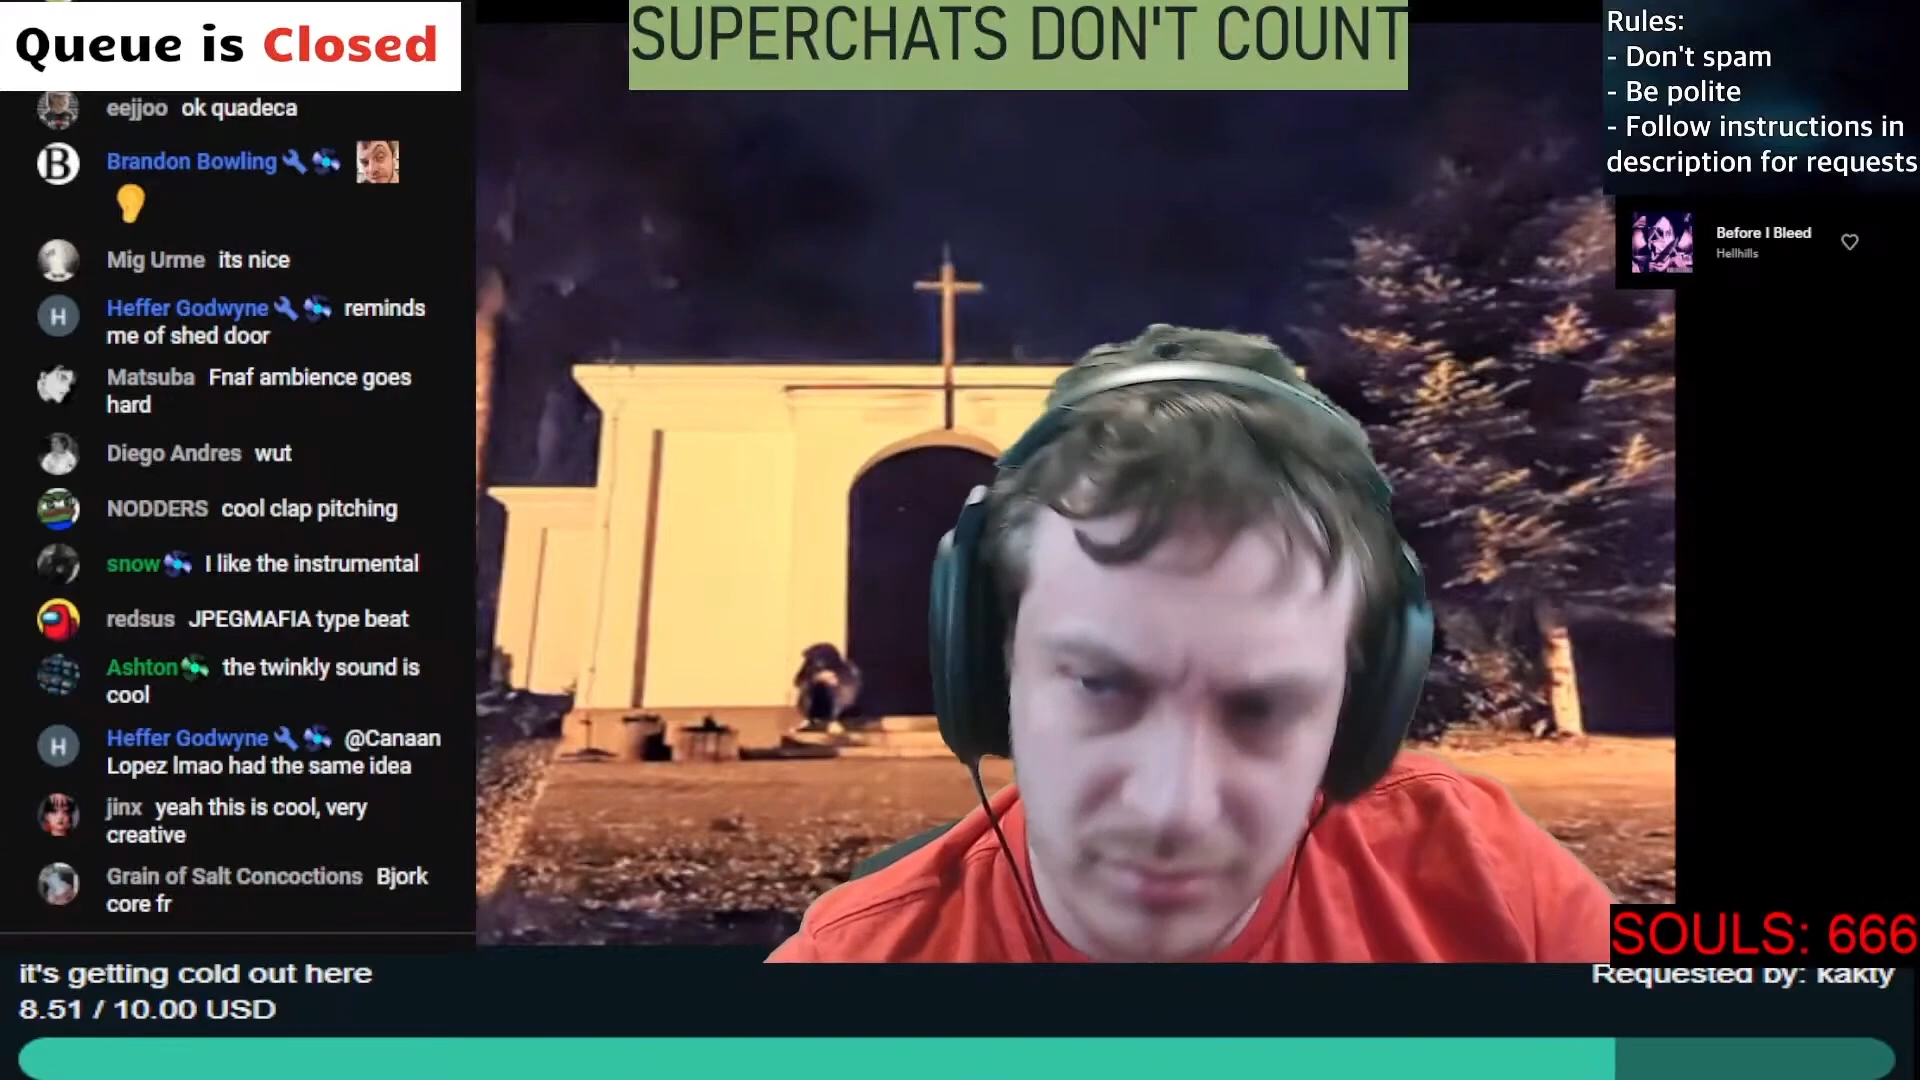 Queue is Closed
SUPERCHATS DON'T COUNT
Rules:
- Don't spam
- Be polite
- Follow instructions in
description for requests
Before I Bleed
Hellhills
eejjoo ok quadeca
B
Brandon Bowling
Mig Urme its nice
H
Heffer Godwyne reminds
me of shed door
Matsuba Fnaf ambience goes
hard
Diego Andres wut
NODDERS cool clap pitching
snow I like the instrumental
redsus JPEGMAFIA type beat
Ashton the twinkly sound is
cool
H
Heffer Godwyne @Canaan
Lopez lmao had the same idea
jinx yeah this is cool, very
creative
Grain of Salt Concoctions Bjork
core fr
SOULS: 666
it's getting cold out here
Requested by: kakty
8.51 / 10.00 USD